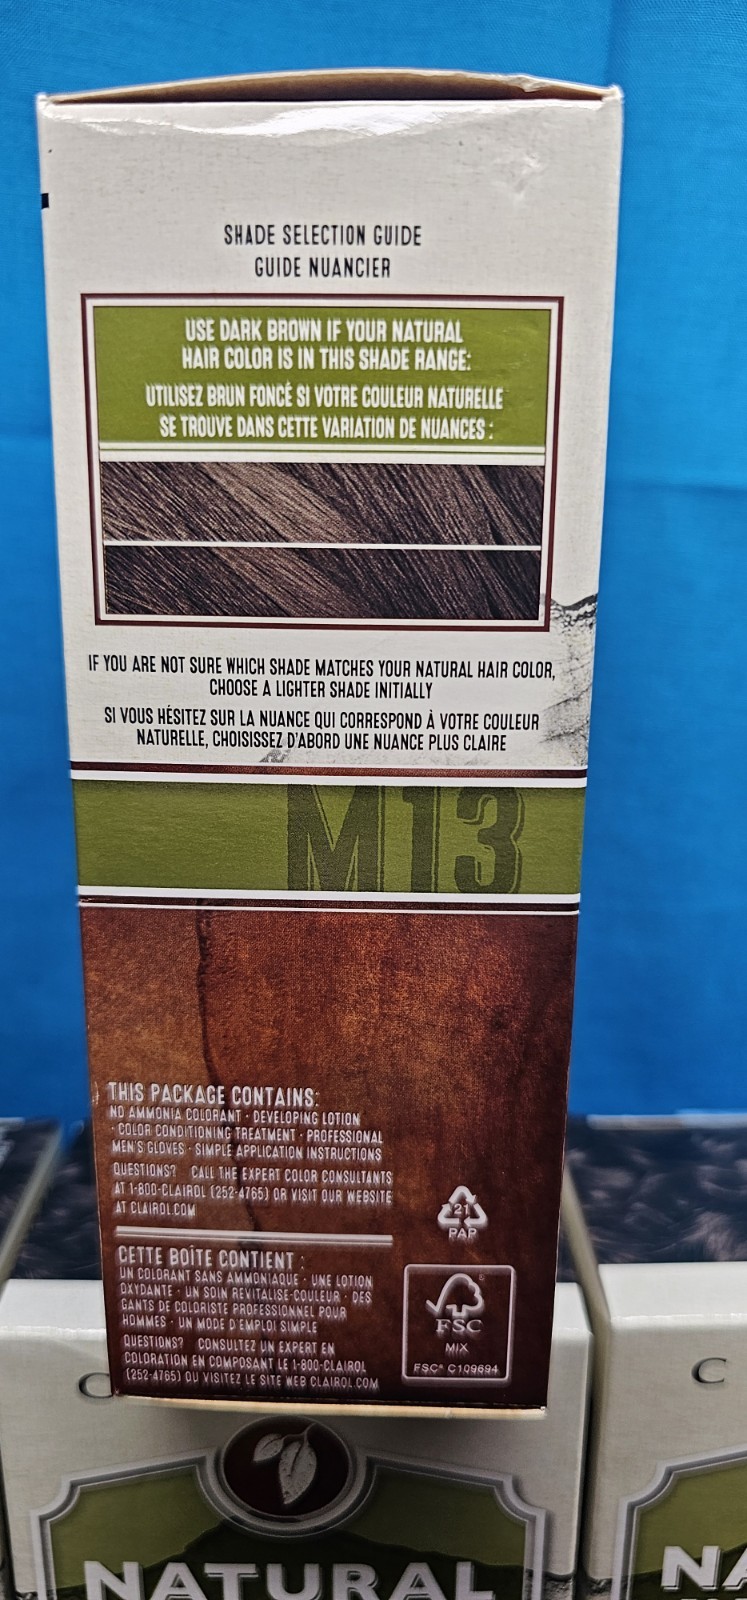 SHADE SELECTION GUIDE
GUIDE NUANCIER
USE DARK BROWN IF YOUR NATURAL
HAIR COLOR IS IN THIS SHADE RANGE:
UTILISEZ BRUN FONCÉ SI VOTRE COULEUR NATURELLE
SE TROUVE DANS CETTE VARIATION DE NUANCES :
IF YOU ARE NOT SURE WHICH SHADE MATCHES YOUR NATURAL HAIR COLOR,
CHOOSE A LIGHTER SHADE INITIALLY
SI VOUS HÉSITEZ SUR LA NUANCE QUI CORRESPOND À VOTRE COULEUR
NATURELLE, CHOISISSEZ D'ABORD UNE NUANCE PLUS CLAIRE
M13
THIS PACKAGE CONTAINS:
NO AMMONIA COLORANT · DEVELOPING LOTION
· COLOR CONDITIONING TREATMENT · PROFESSIONAL
MEN'S GLOVES · SIMPLE APPLICATION INSTRUCTIONS
QUESTIONS? CALL THE EXPERT COLOR CONSULTANTS
AT 1-800-CLAIROL (252-4765) OR VISIT OUR WEBSITE
AT CLAIROL.COM
CETTE BOÎTE CONTIENT :
UN COLORANT SANS AMMONIAQUE · UNE LOTION
OXYDANTE · UN SOIN REVITALISE-COULEUR · DES
GANTS DE COLORISTE PROFESSIONNEL POUR
HOMMES · UN MODE D'EMPLOI SIMPLE
QUESTIONS? CONSULTEZ UN EXPERT EN
COLORATION EN COMPOSANT LE 1-800-CLAIROL
(252-4765) OU VISITEZ LE SITE WEB CLAIROL.COM
21
PAP
FSC®
MIX
FSC® C109694
C
C
NATURAL
NA